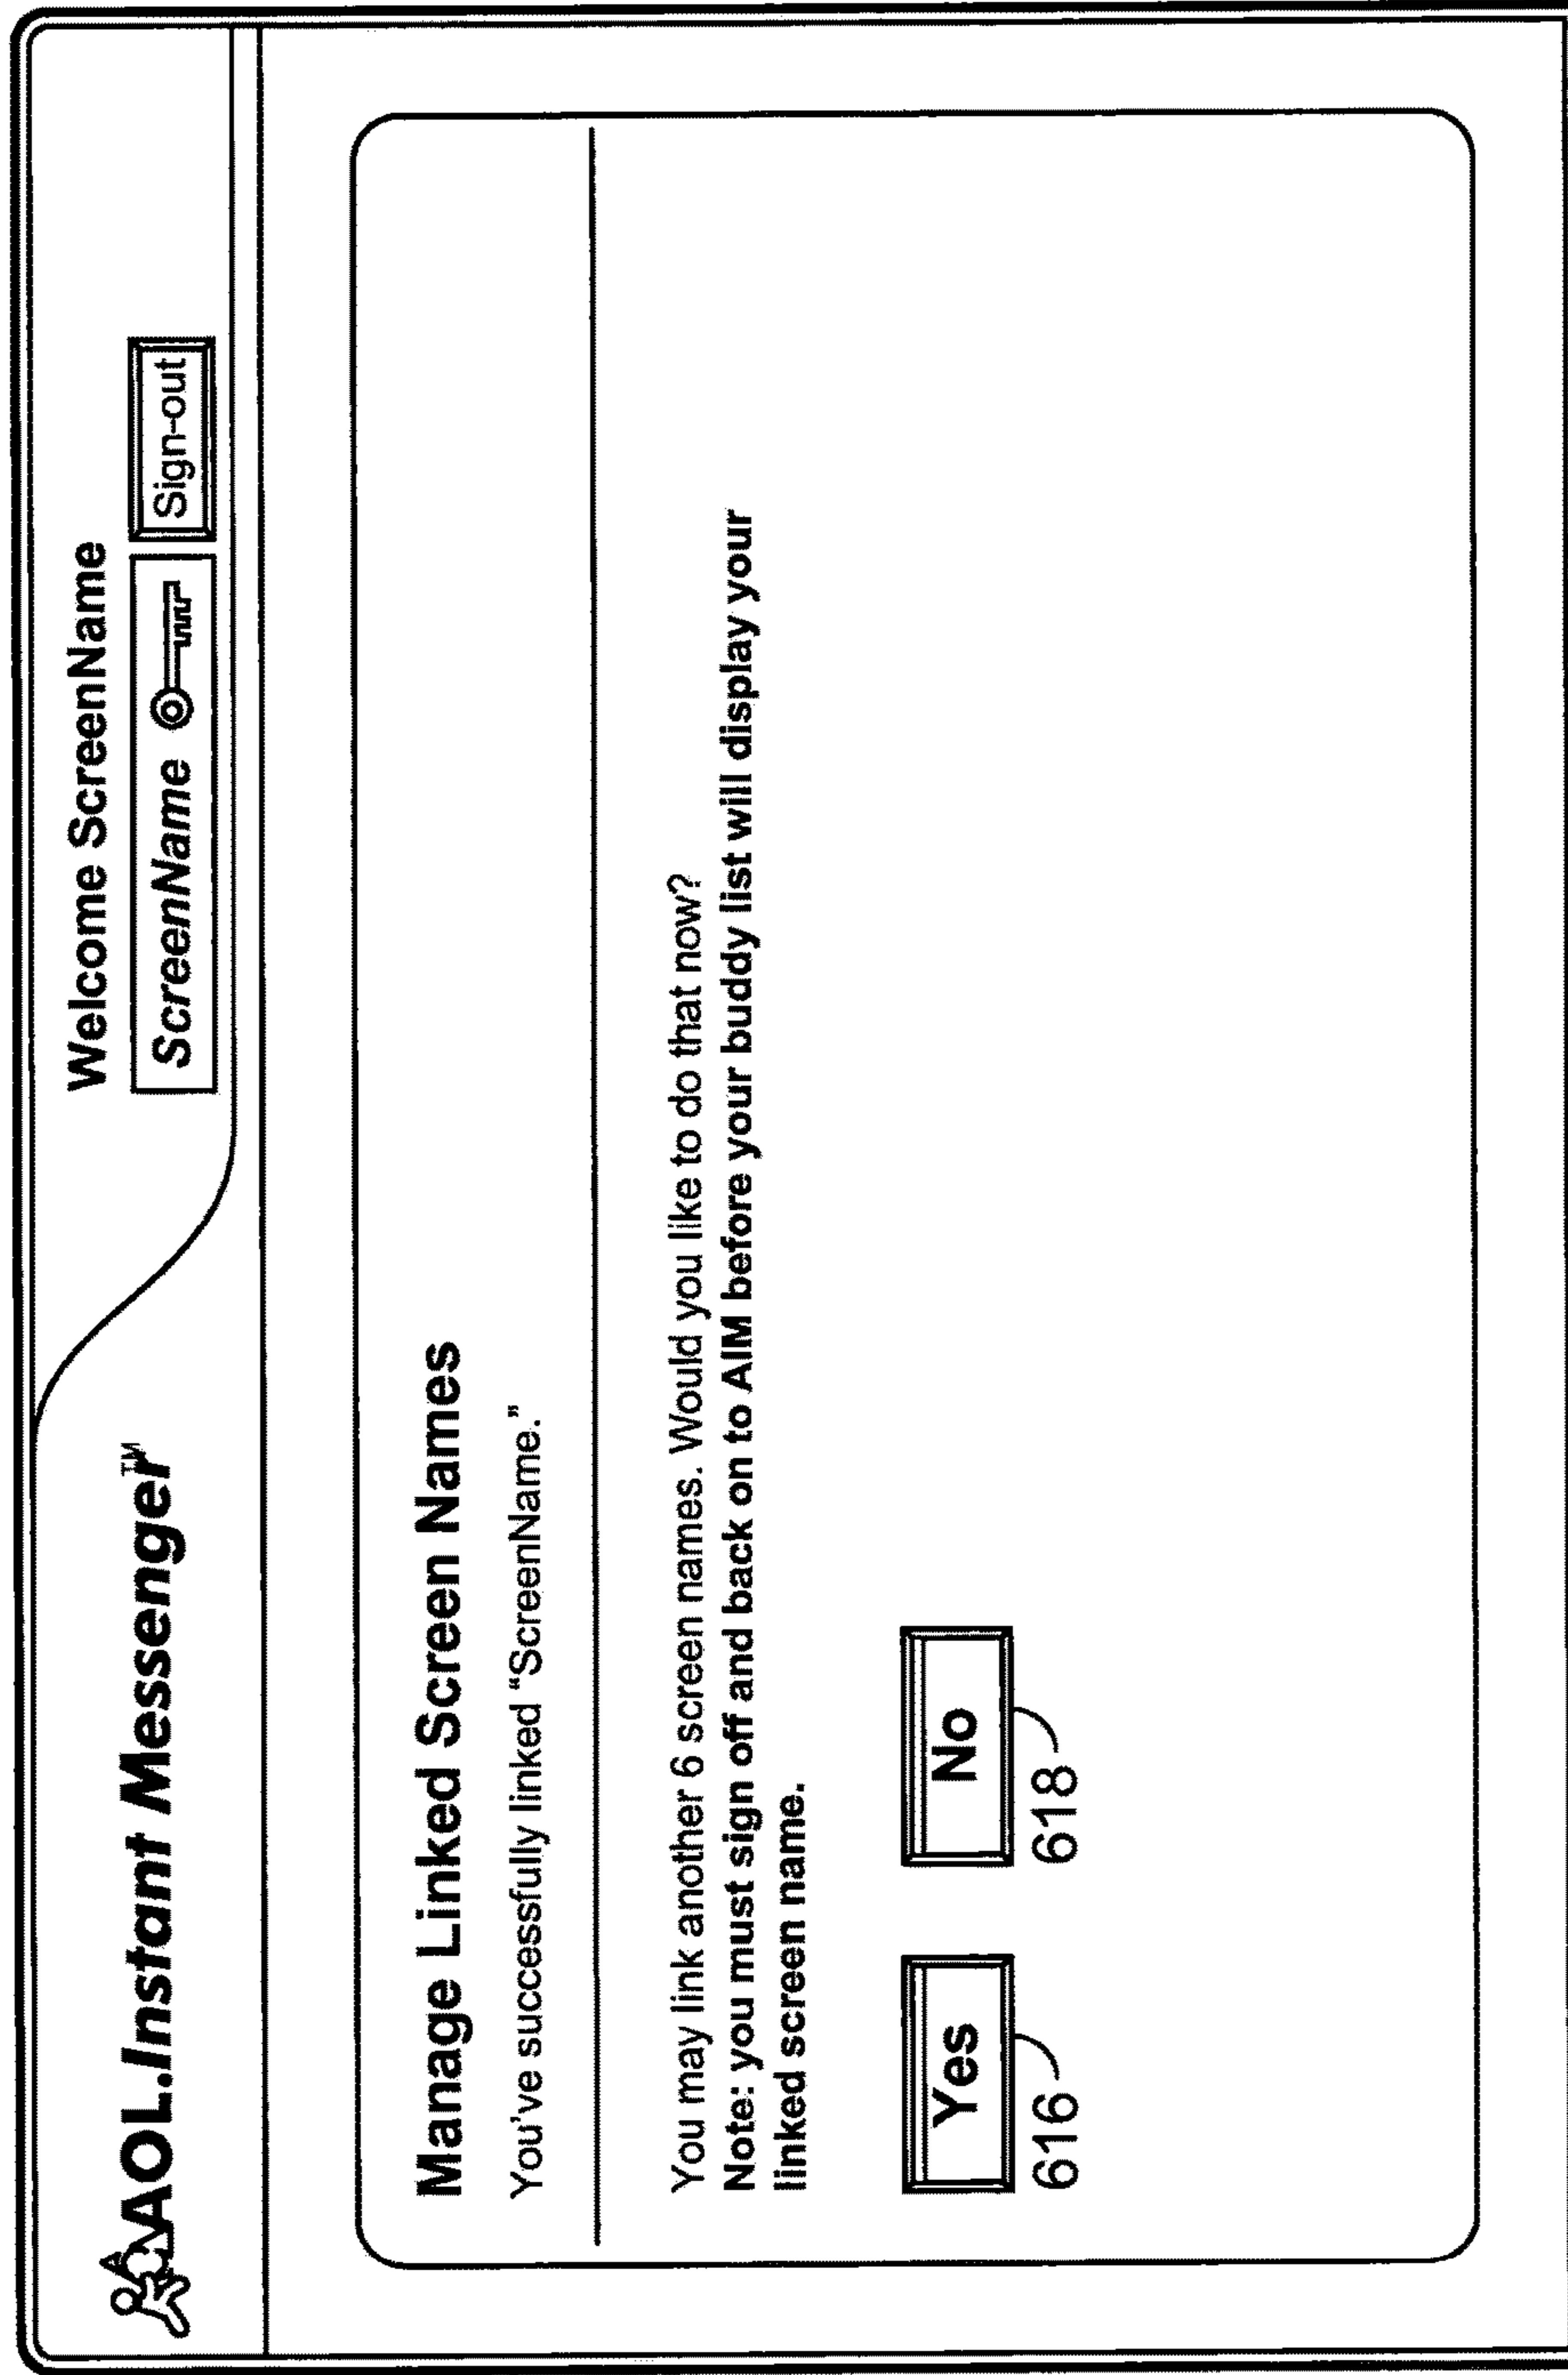 AOL.Instant Messenger™
Welcome ScreenName
ScreenName
Sign-out
Manage Linked Screen Names
You've successfully linked “ScreenName.”
You may link another 6 screen names. Would you like to do that now?
Note: you must sign off and back on to AIM before your buddy list will display your
linked screen name.
Yes
No
616
618